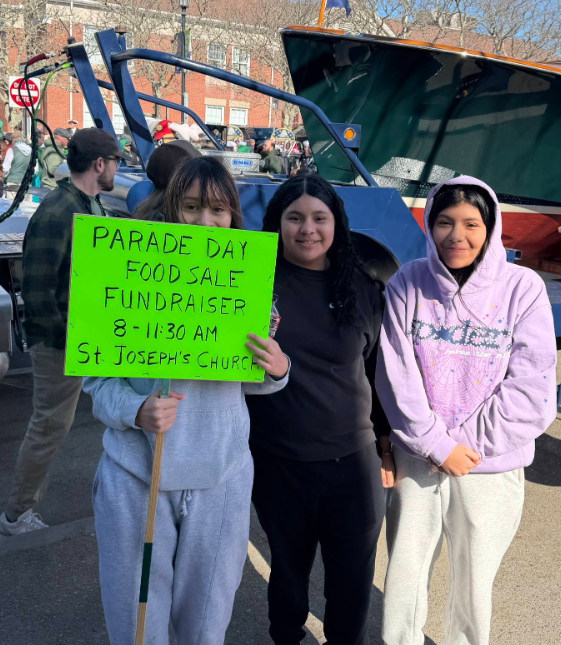 PARADE DAY
FOOD SALE
FUNDRAISER
8-11:30 AM
ST. JOSEPH'S CHURCH